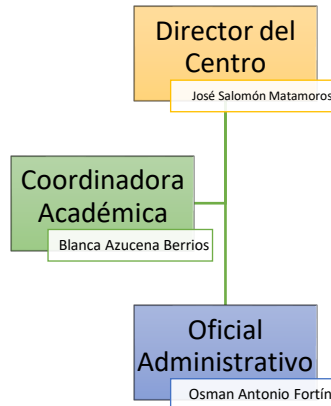 Director del
Centro
José Salomón Matamoros
Coordinadora
Académica
Blanca Azucena Berrios
Oficial
Administrativo
Osman Antonio Fortín